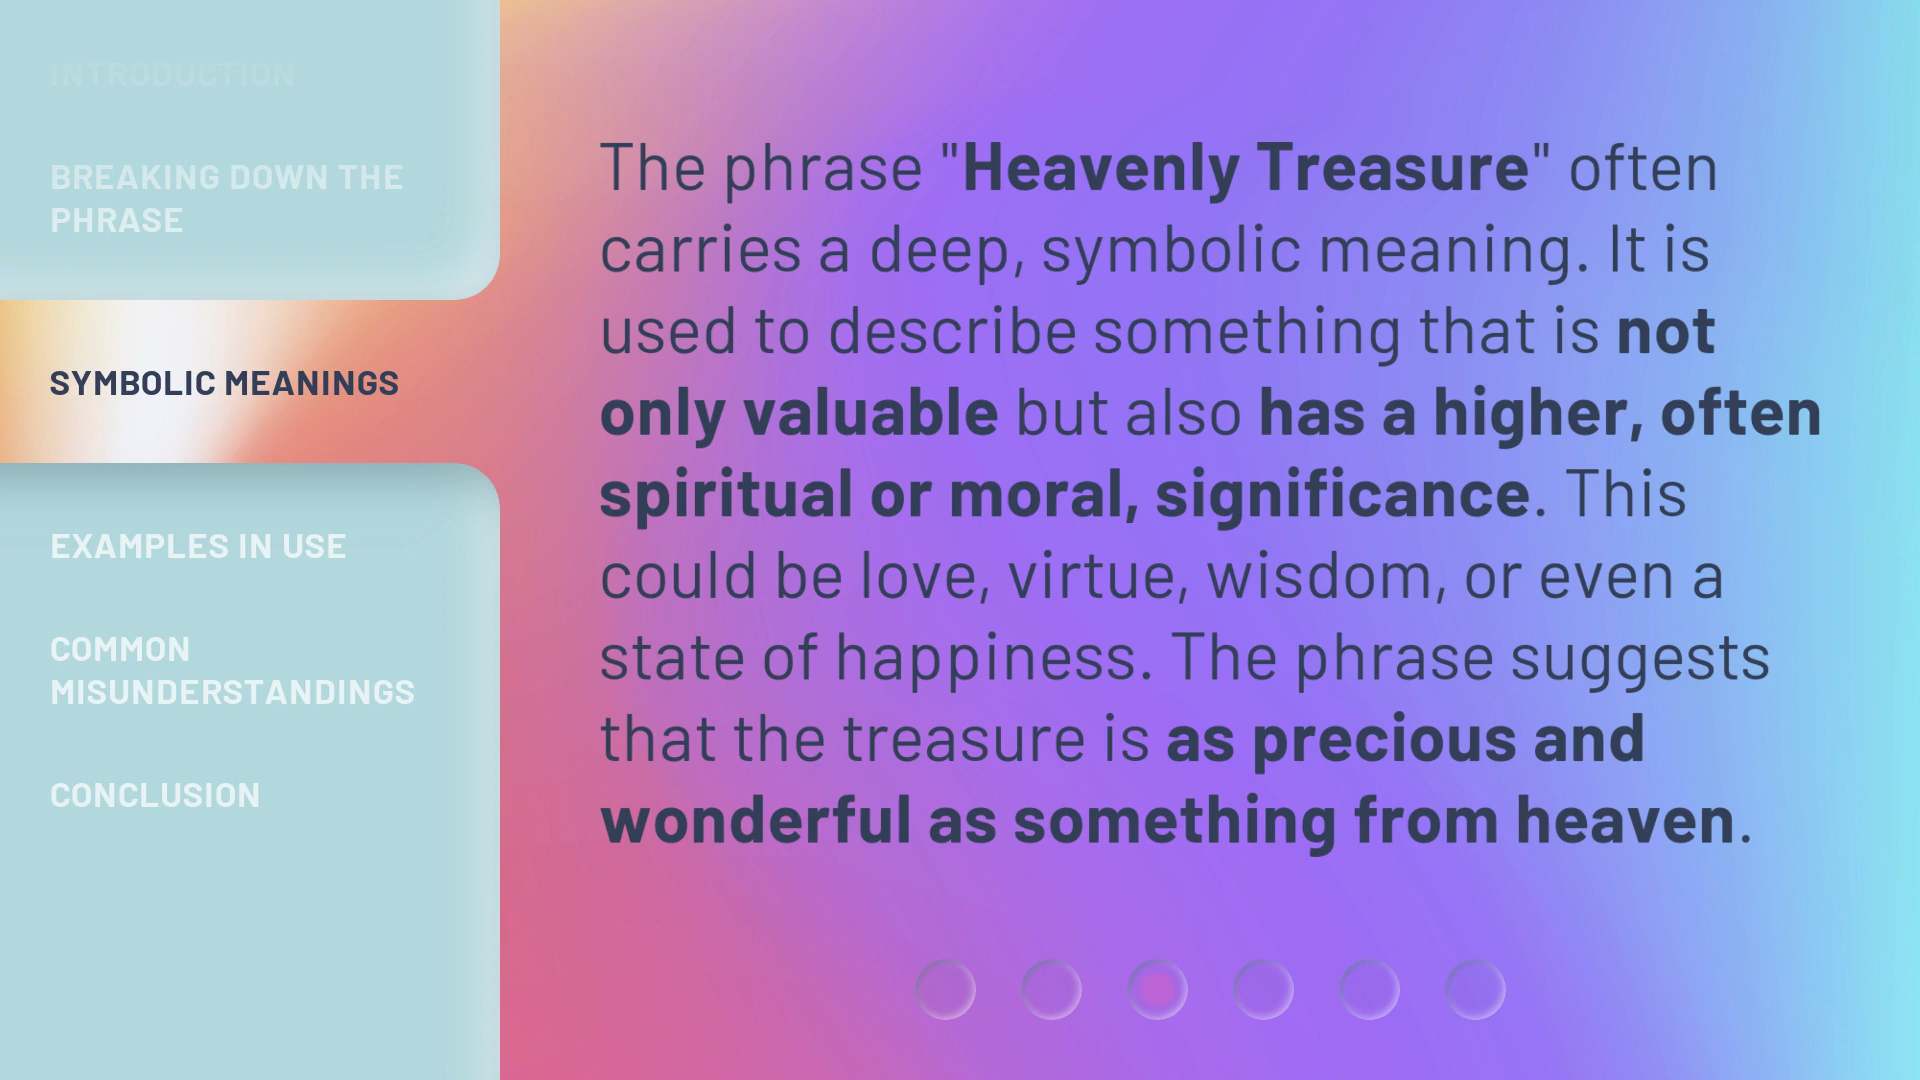 INTRODUCTION
BREAKING DOWN THE
PHRASE
SYMBOLIC MEANINGS
EXAMPLES IN USE
COMMON
MISUNDERSTANDINGS
CONCLUSION
The phrase "Heavenly Treasure" often
carries a deep, symbolic meaning. It is
used to describe something that is not
only valuable but also has a higher, often
spiritual or moral, significance. This
could be love, virtue, wisdom, or even a
state of happiness. The phrase suggests
that the treasure is as precious and
wonderful as something from heaven.